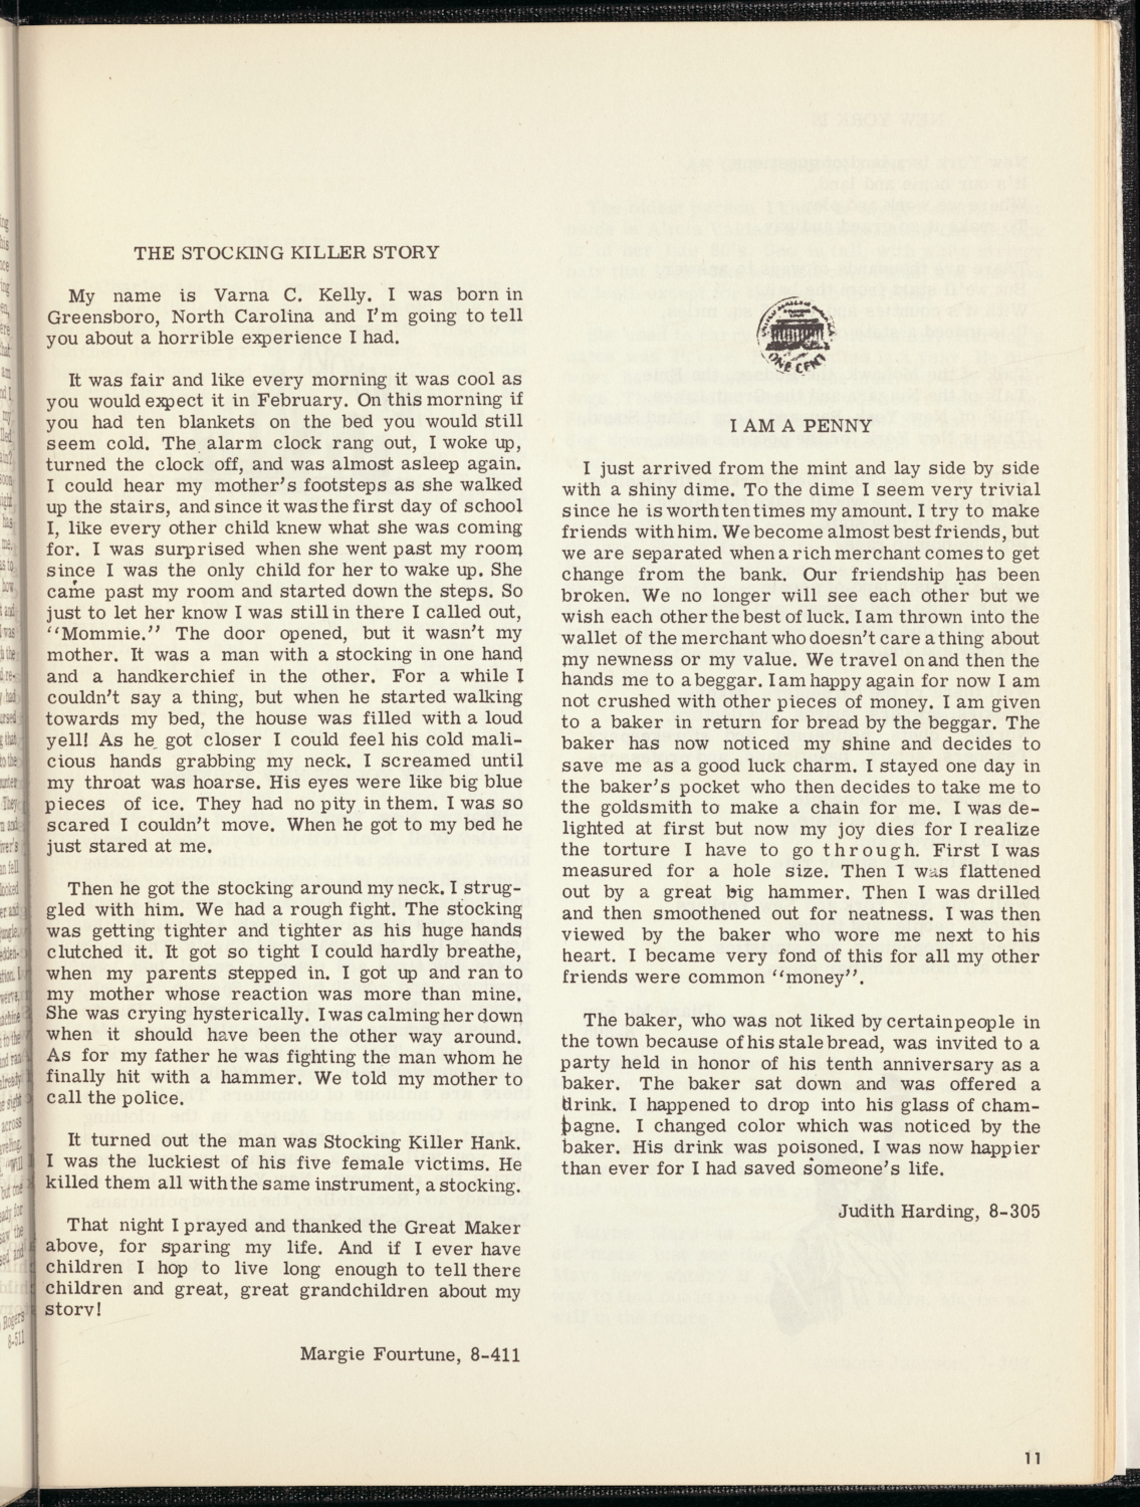 THE STOCKING KILLER STORY
My name is Varna C. Kelly. I was born in
Greensboro, North Carolina and I'm going to tell
you about a horrible experience I had.
It was fair and like every morning it was cool as
you would expect it in February. On this morning if
you had ten blankets on the bed you would still
seem cold. The alarm clock rang out, I woke up,
turned the clock off, and was almost asleep again.
I could hear my mother's footsteps as she walked
up the stairs, and since it was the first day of school
I, like every other child knew what she was coming
for. I was surprised when she went past my room
since I was the only child for her to wake up. She
came past my room and started down the steps. So
just to let her know I was still in there I called out,
"Mommie." The door opened, but it wasn't my
mother. It was a man with a stocking in one hand
and a handkerchief in the other. For a while I
couldn't say a thing, but when he started walking
towards my bed, the house was filled with a loud
yell! As he got closer I could feel his cold mali-
cious hands grabbing my neck. I screamed until
my throat was hoarse. His eyes were like big blue
pieces of ice. They had no pity in them. I was so
scared I couldn't move. When he got to my bed he
just stared at me.
Then he got the stocking around my neck. I strug-
gled with him. We had a rough fight. The stocking
was getting tighter and tighter as his huge hands
clutched it. It got so tight I could hardly breathe,
when my parents stepped in. I got up and ran to
my mother whose reaction was more than mine.
She was crying hysterically. I was calming her down
when it should have been the other way around.
As for my father he was fighting the man whom he
finally hit with a hammer. We told my mother to
call the police.
It turned out the man was Stocking Killer Hank.
I was the luckiest of his five female victims. He
killed them all with the same instrument, a stocking.
That night I prayed and thanked the Great Maker
above, for sparing my life. And if I ever have
children I hop to live long enough to tell there
children and great, great grandchildren about my
story!
Margie Fourtune, 8-411
ONE CENT
I AM A PENNY
I just arrived from the mint and lay side by side
with a shiny dime. To the dime I seem very trivial
since he is worth ten times my amount. I try to make
friends with him. We become almost best friends, but
we are separated when a rich merchant comes to get
change from the bank. Our friendship has been
broken. We no longer will see each other but we
wish each other the best of luck. I am thrown into the
wallet of the merchant who doesn't care a thing about
my newness or my value. We travel on and then the
hands me to a beggar. I am happy again for now I am
not crushed with other pieces of money. I am given
to a baker in return for bread by the beggar. The
baker has now noticed my shine and decides to
save me as a good luck charm. I stayed one day in
the baker's pocket who then decides to take me to
the goldsmith to make a chain for me. I was de-
lighted at first but now my joy dies for I realize
the torture I have to go through. First I was
measured for a hole size. Then I was flattened
out by a great big hammer. Then I was drilled
and then smoothened out for neatness. I was then
viewed by the baker who wore me next to his
heart. I became very fond of this for all my other
friends were common "money".
The baker, who was not liked by certain people in
the town because of his stale bread, was invited to a
party held in honor of his tenth anniversary as a
baker. The baker sat down and was offered a
drink. I happened to drop into his glass of cham-
pagne. I changed color which was noticed by the
baker. His drink was poisoned. I was now happier
than ever for I had saved someone's life.
Judith Harding, 8-305
11